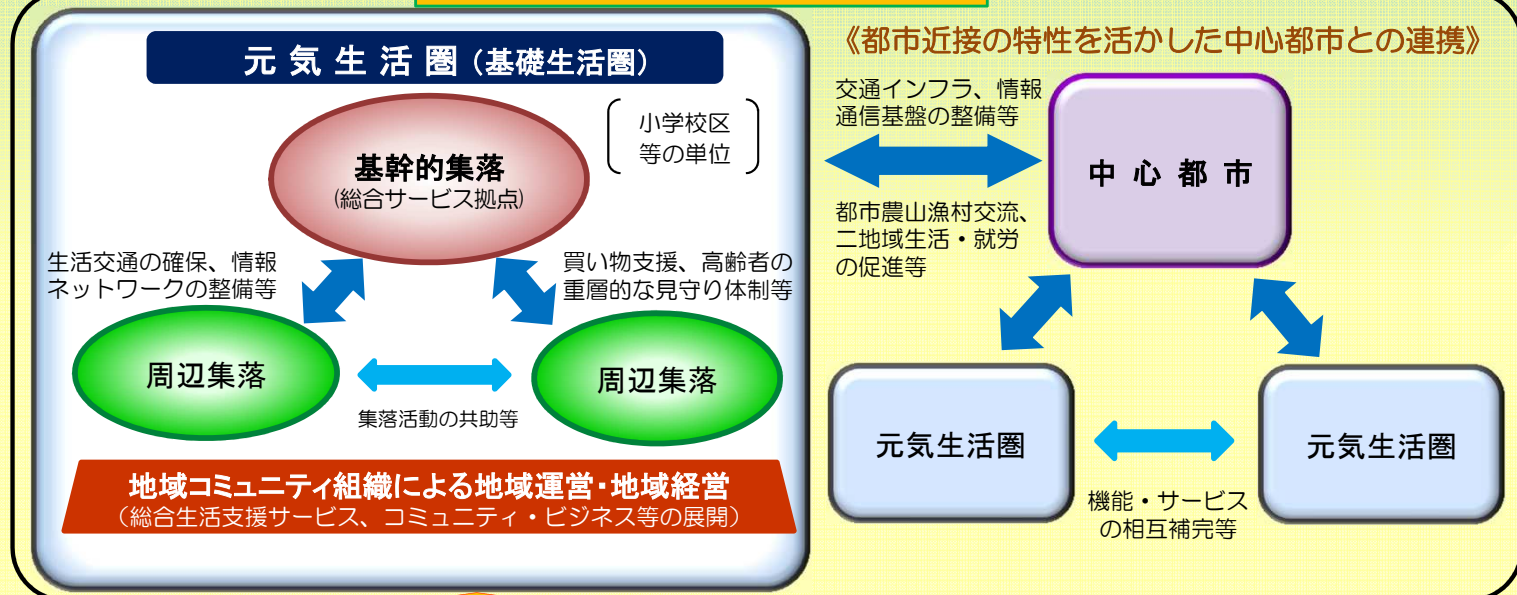 元気生活圏（基礎生活圏）
小学校区
等の単位
基幹的集落
(総合サービス拠点)
生活交通の確保、情報
ネットワークの整備等
買い物支援、高齢者の
重層的な見守り体制等
周辺集落
周辺集落
集落活動の共助等
地域コミュニティ組織による地域運営・地域経営
（総合生活支援サービス、コミュニティ・ビジネス等の展開）
《都市近接の特性を活かした中心都市との連携》
交通インフラ、情報
通信基盤の整備等
中心都市
都市農山漁村交流、
二地域生活・就労
の促進等
元気生活圏
元気生活圏
機能・サービス
の相互補完等